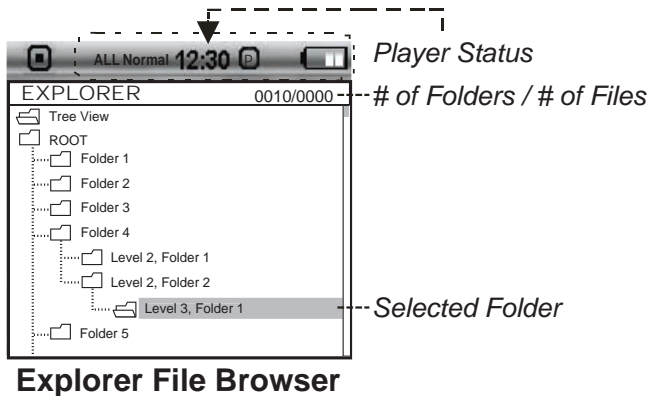 ALL Normal 12:30 P
Player Status
EXPLORER 0010/0000
# of Folders / # of Files
Tree View
ROOT
Folder 1
Folder 2
Folder 3
Folder 4
Level 2, Folder 1
Level 2, Folder 2
Level 3, Folder 1
Selected Folder
Folder 5
Explorer File Browser